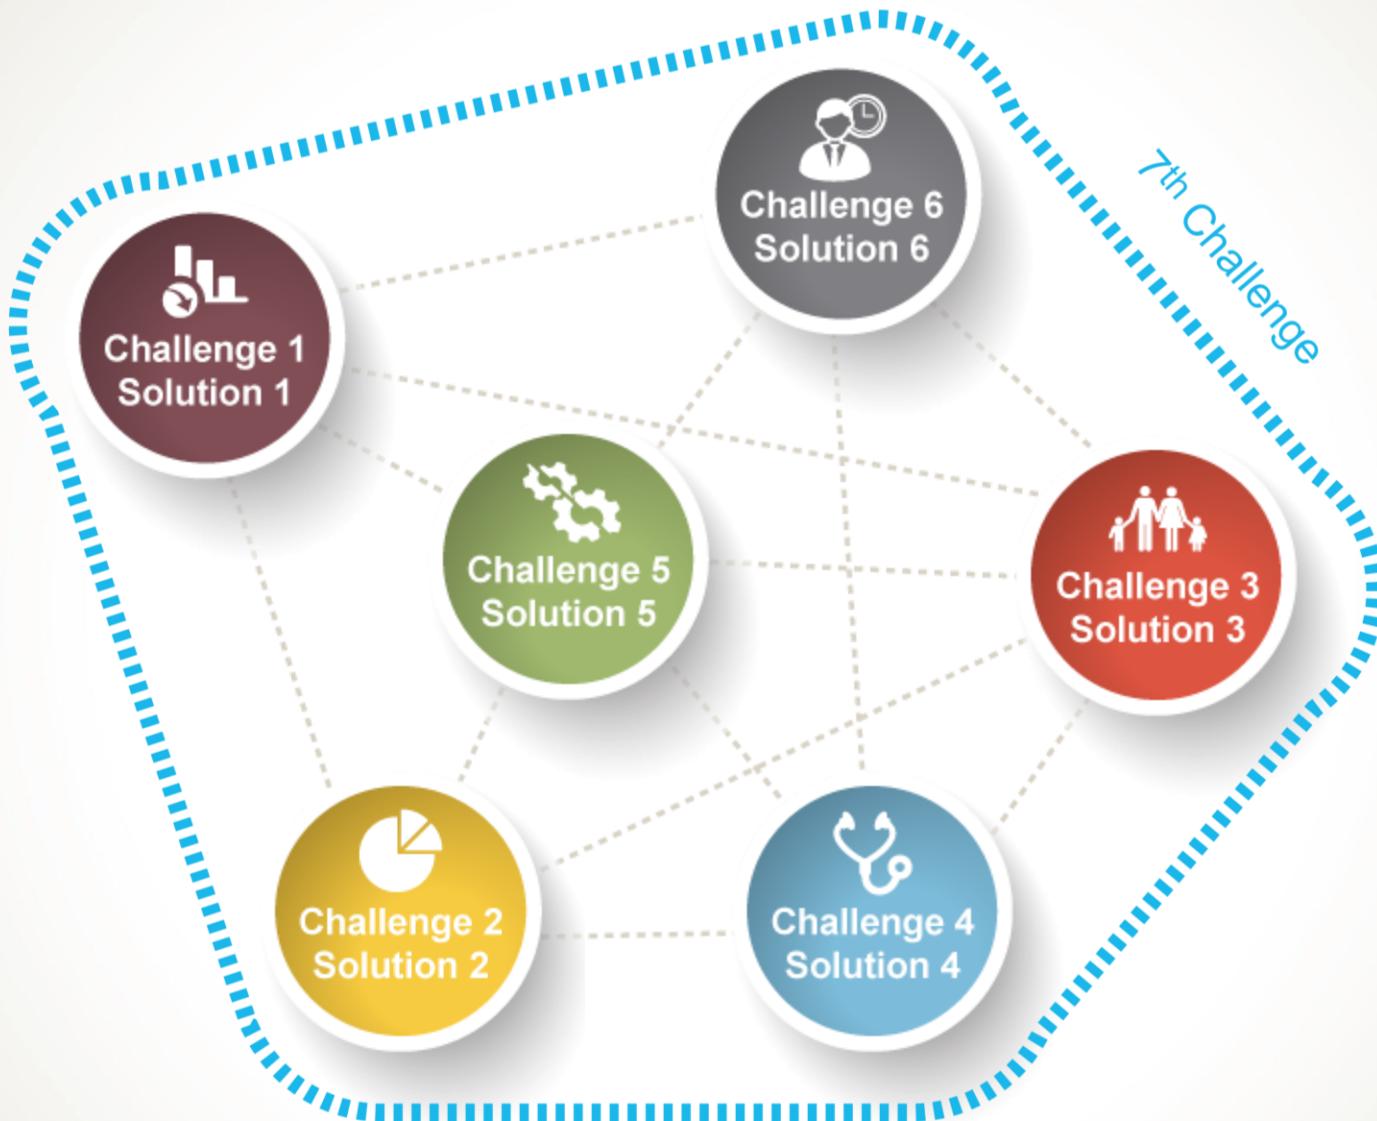 7th Challenge
Challenge 6
Solution 6
Challenge 1
Solution 1
Challenge 5
Solution 5
Challenge 3
Solution 3
Challenge 2
Solution 2
Challenge 4
Solution 4